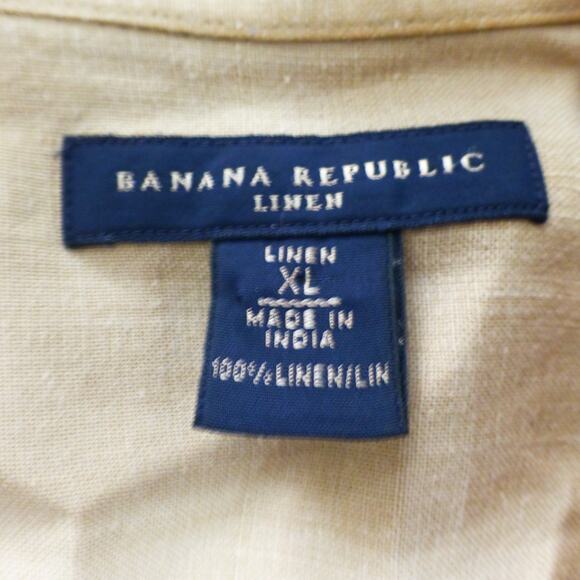 BANANA REPUBLIC
LINEN
LINEN
XL
MADE IN
INDIA
100% LINEN/LIN